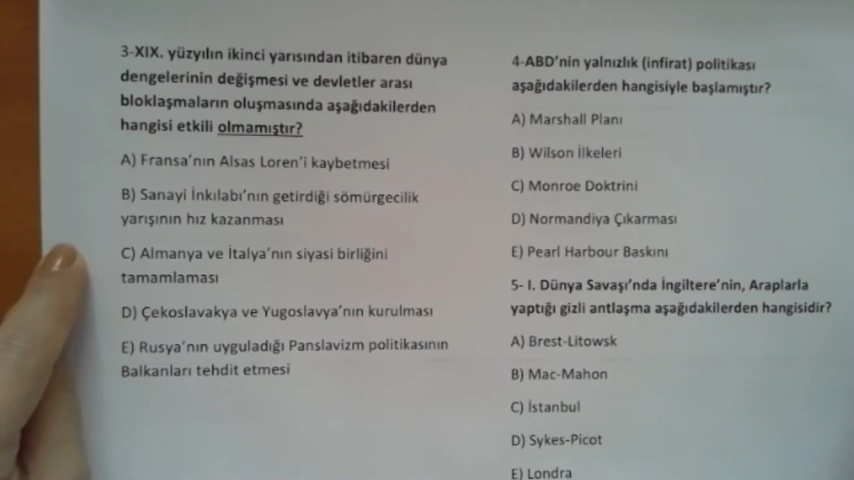 3-XIX. yüzyılın ikinci yarısından itibaren dünya
dengelerinin değişmesi ve devletler arası
bloklaşmaların oluşmasında aşağıdakilerden
hangisi etkili olmamıştır?
A) Fransa'nın Alsas Loren'i kaybetmesi
B) Sanayi İnkılabı'nın getirdiği sömürgecilik
yarışının hız kazanması
C) Almanya ve İtalya'nın siyasi birliğini
tamamlaması
D) Çekoslavakya ve Yugoslavya'nın kurulması
E) Rusya'nın uyguladığı Panslavizm politikasının
Balkanları tehdit etmesi
4-ABD'nin yalnızlık (infirat) politikası
aşağıdakilerden hangisiyle başlamıştır?
A) Marshall Planı
B) Wilson İlkeleri
C) Monroe Doktrini
D) Normandiya Çıkarması
E) Pearl Harbour Baskını
5- I. Dünya Savaşı'nda İngiltere'nin, Araplarla
yaptığı gizli antlaşma aşağıdakilerden hangisidir?
A) Brest-Litowsk
B) Mac-Mahon
C) İstanbul
D) Sykes-Picot
E) Londra